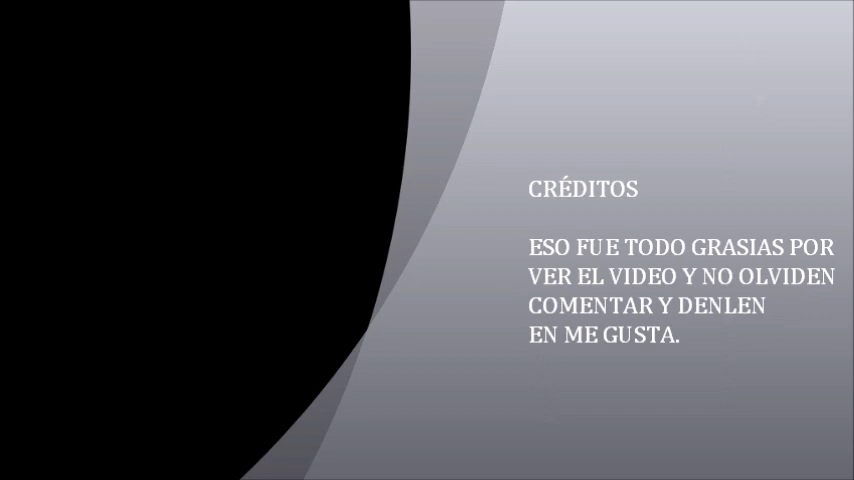 CRÉDITOS
ESO FUE TODO GRASIAS POR
VER EL VIDEO Y NO OLVIDEN
COMENTAR Y DENLEN
EN ME GUSTA.